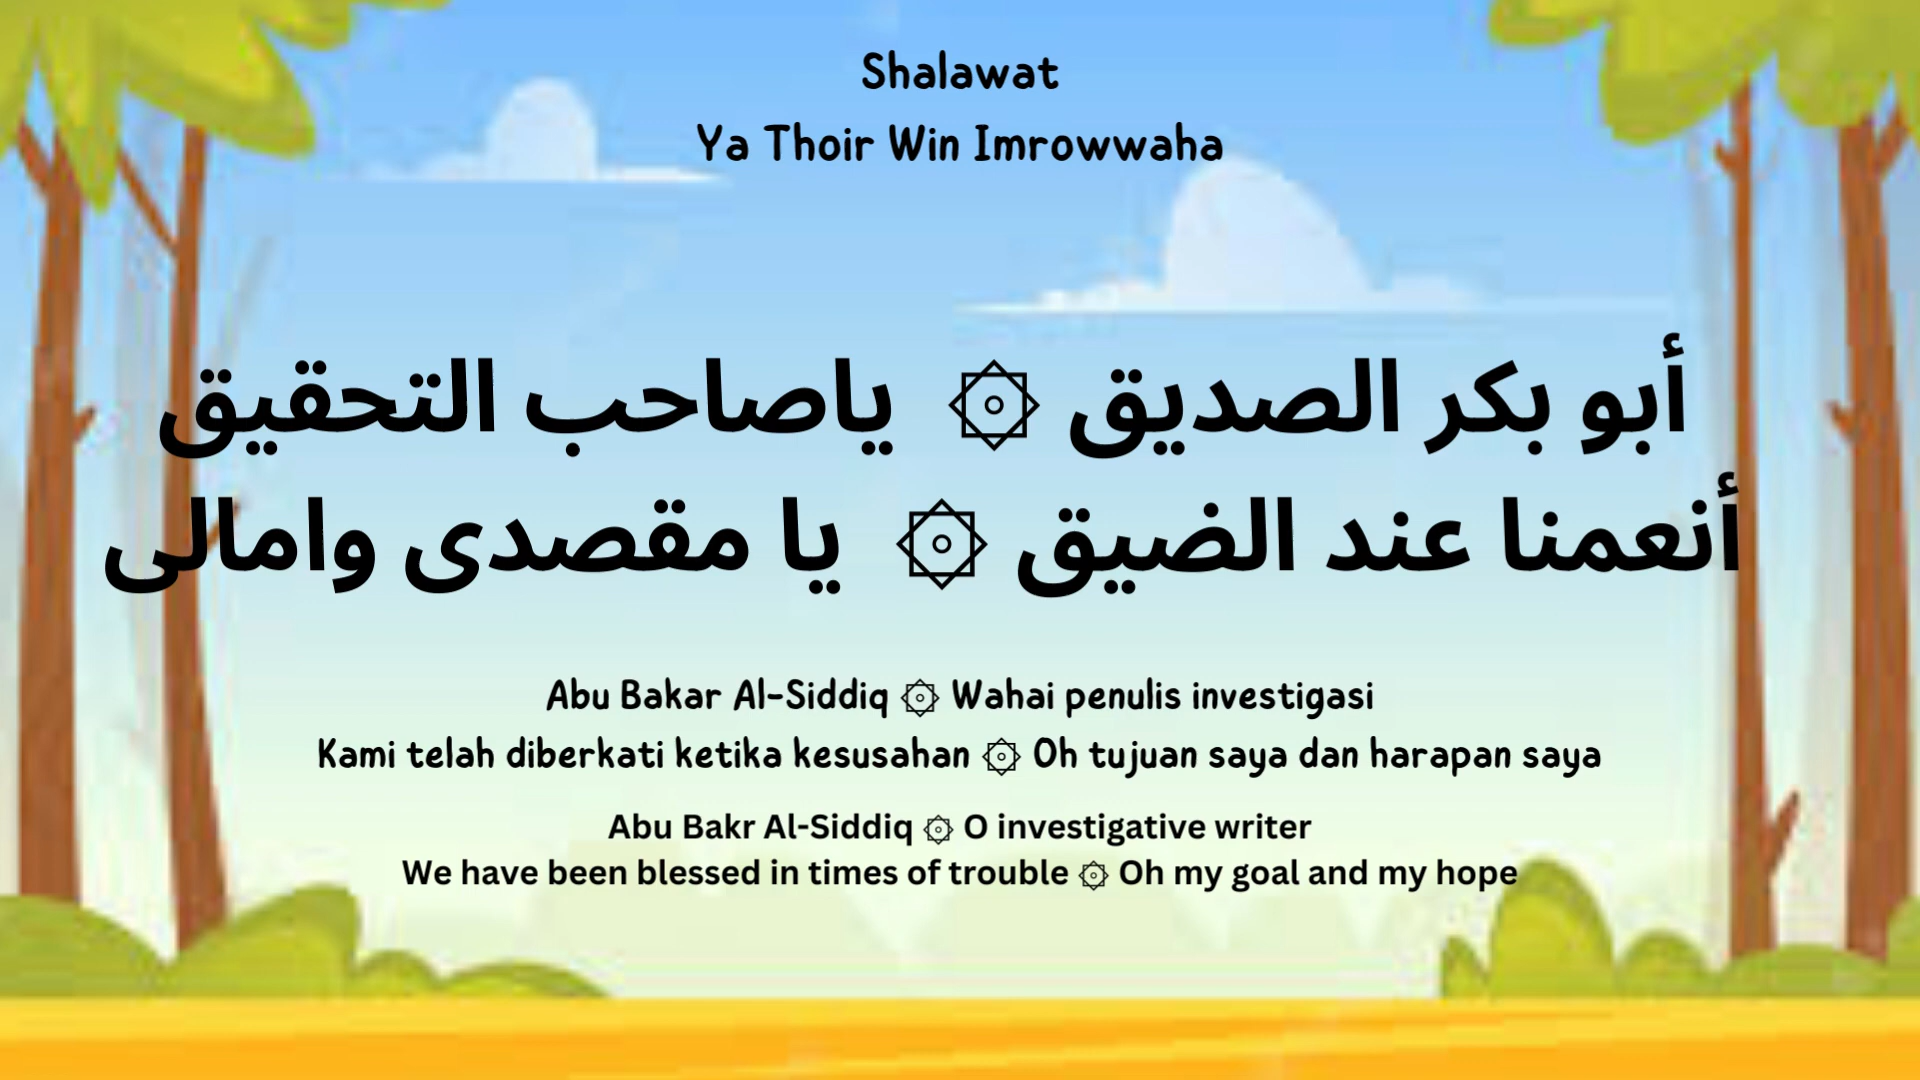 Shalawat
Ya Thoir Win Imrowwaha
أبو بكر الصديق ۞ ياصاحب التحقيق
أنعمنا عند الضيق ۞ يا مقصدى وامالى
Abu Bakar Al-Siddiq ۞ Wahai penulis investigasi
Kami telah diberkati ketika kesusahan ۞ Oh tujuan saya dan harapan saya
Abu Bakr Al-Siddiq ۞ O investigative writer
We have been blessed in times of trouble ۞ Oh my goal and my hope